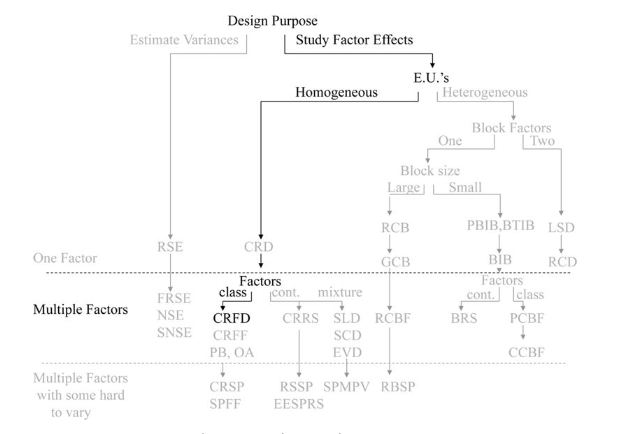 Design Purpose
Estimate Variances Study Factor Effects
E.U.'s
Homogeneous Heterogeneous
Block Factors
One Two
Block size
Large Small
RCB PBIB,BTIB LSD
RSE CRD
One Factor GCB BIB RCD
Factors Factors
class cont. mixture cont. class
Multiple Factors
FRSE CRFD CRRS SLD RCBF BRS PCBF
NSE CRFF SCD
SNSE PB, OA EVD CCBF
Multiple Factors CRSP RSSP SPMPV RBSP
with some hard SPFF EESPRS
to vary